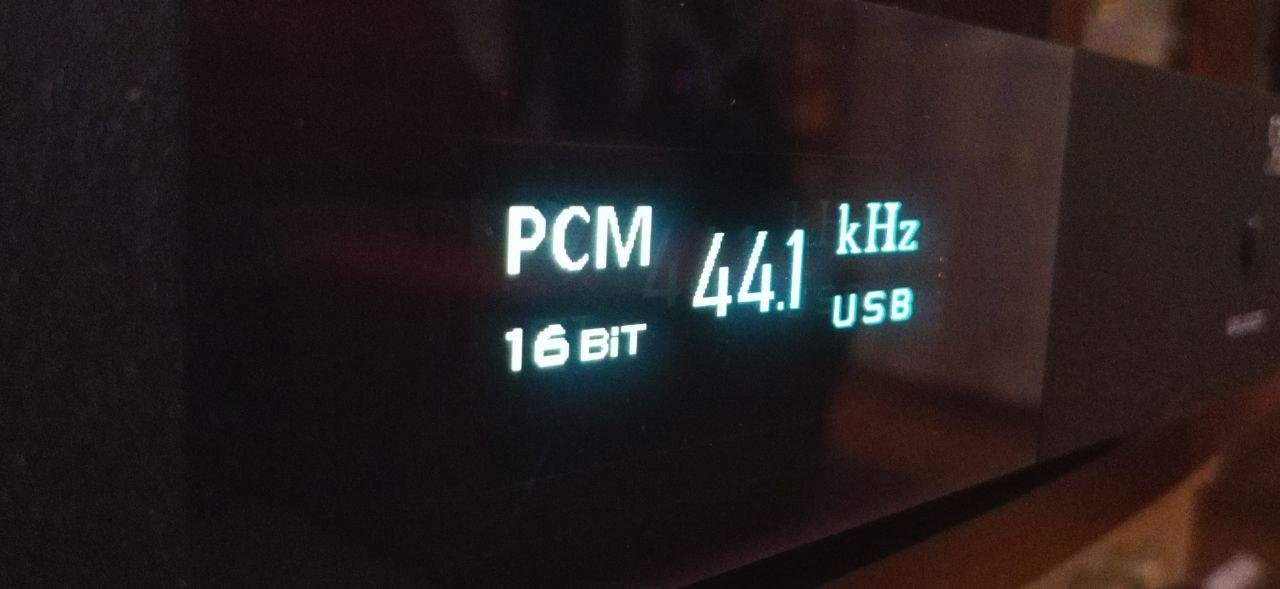 PCM 44.1 kHz
16 BiT USB